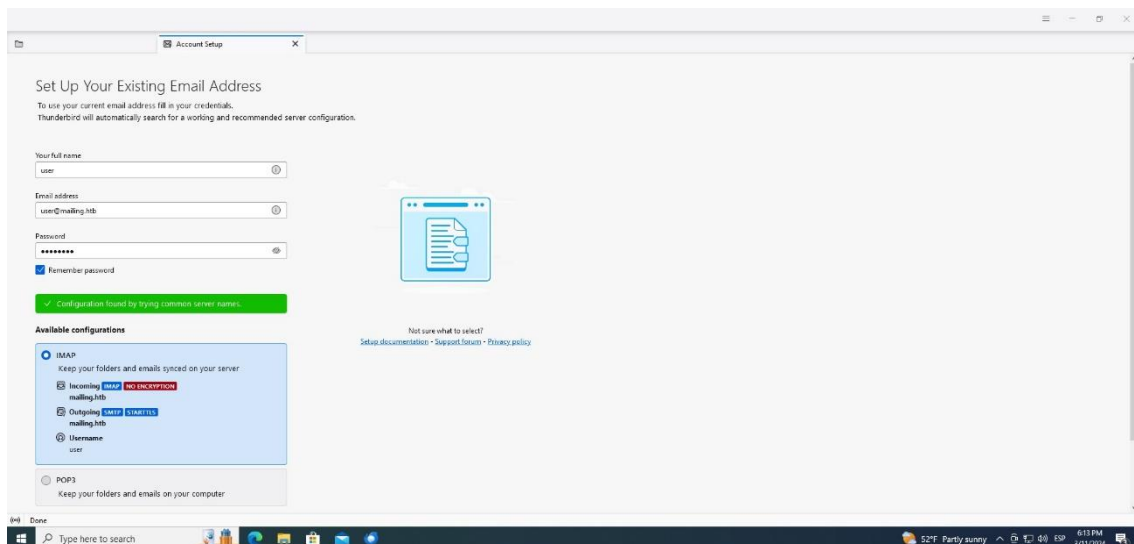 Account Setup
Set Up Your Existing Email Address
To use your current email address fill in your credentials.
Thunderbird will automatically search for a working and recommended server configuration.
Your full name
user
Email address
user@mailing.htb
Password
••••••••
Remember password
Configuration found by trying common server names.
Available configurations
IMAP
Keep your folders and emails synced on your server
Incoming IMAP NO ENCRYPTION
mailing.htb
Outgoing SMTP STARTTLS
mailing.htb
Username
user
POP3
Keep your folders and emails on your computer
Not sure what to select?
Setup documentation - Support forum - Privacy policy
Done
Type here to search
52°F Partly sunny
ESP
6:13 PM
3/11/2024